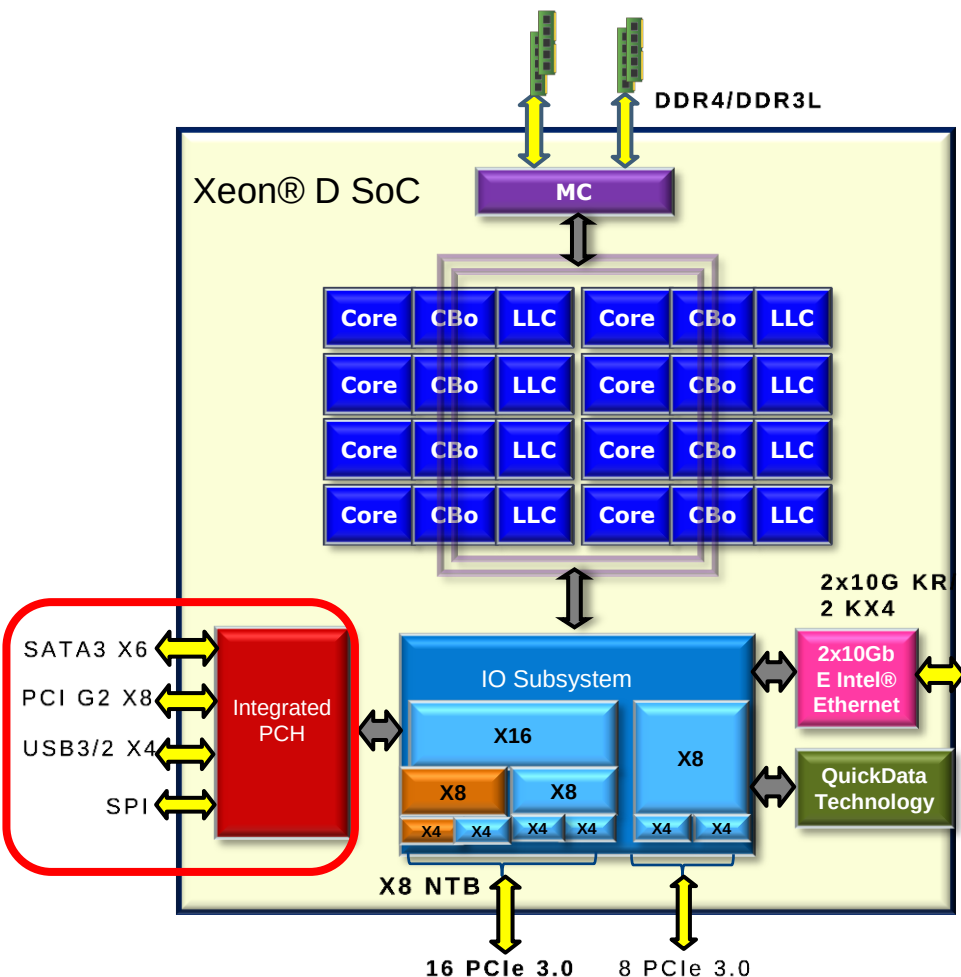 DDR4/DDR3L
Xeon® D SoC
MC
Core CBo LLC Core CBo LLC
Core CBo LLC Core CBo LLC
Core CBo LLC Core CBo LLC
Core CBo LLC Core CBo LLC
2x10G KR
2 KX4
SATA3 X6
PCI G2 X8
USB3/2 X4
SPI
Integrated
PCH
IO Subsystem
X16
X8
X8
X8
X4 X4 X4 X4 X4 X4
2x10Gb
E Intel®
Ethernet
QuickData
Technology
X8 NTB
16 PCIe 3.0
8 PCIe 3.0